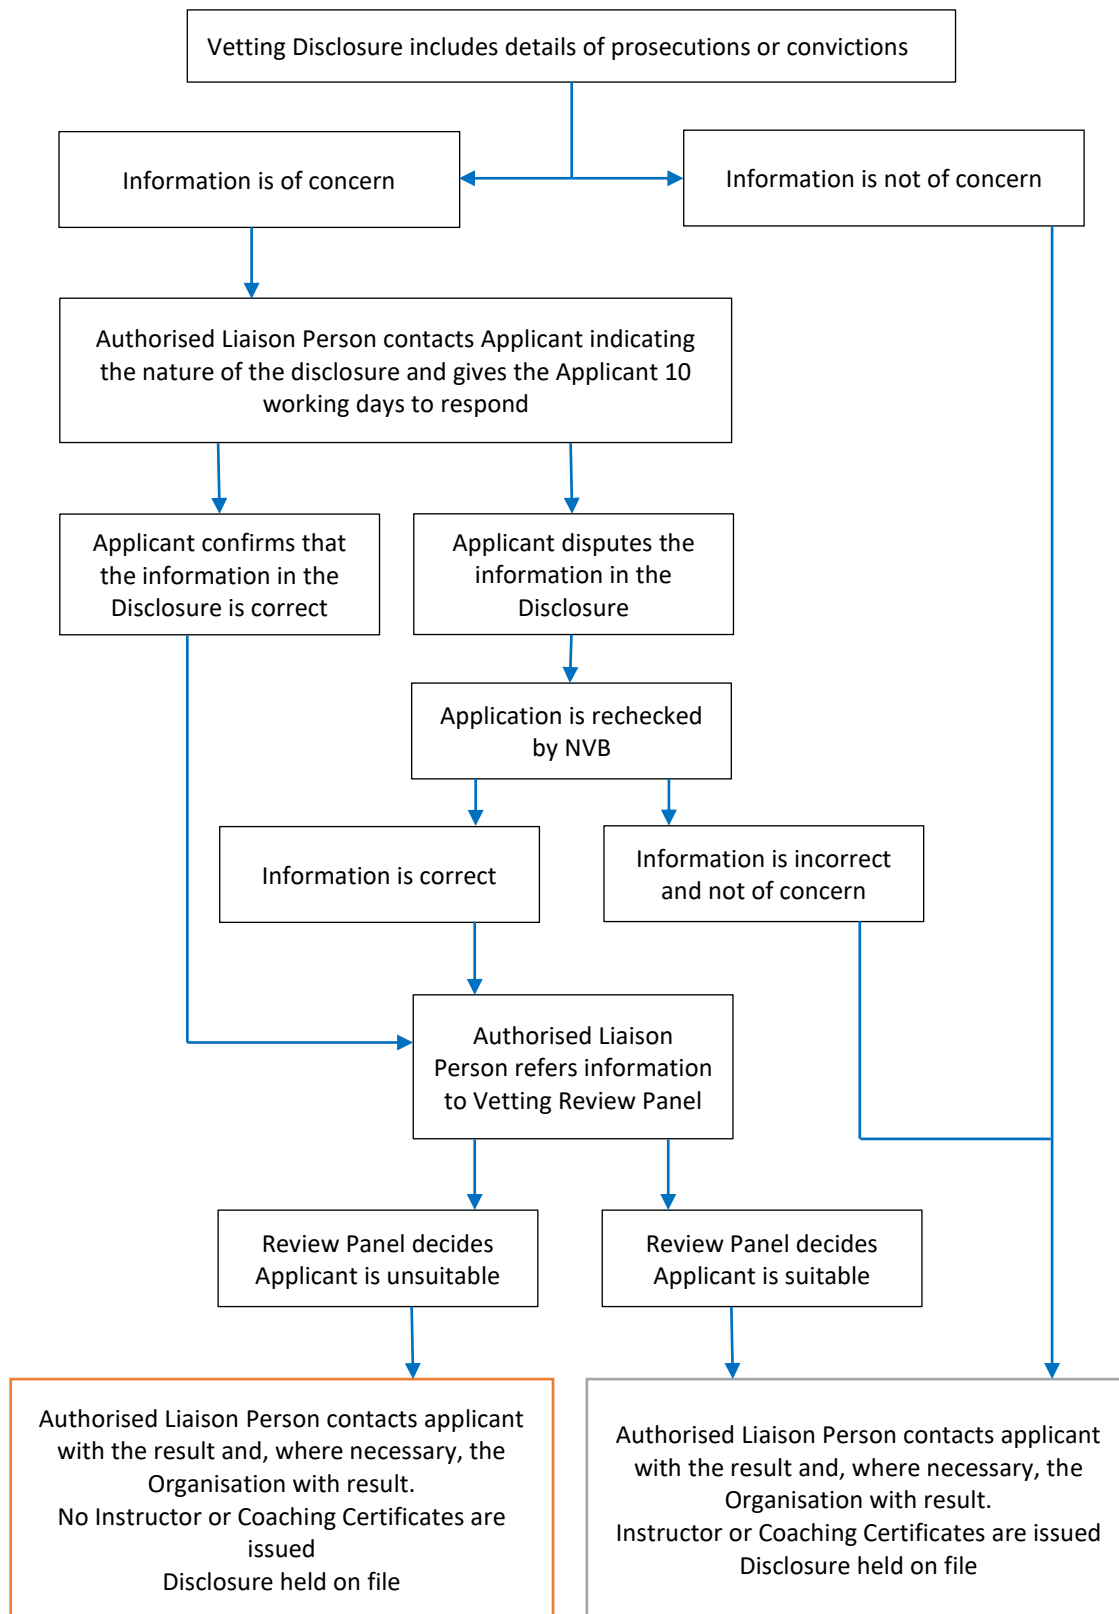 Vetting Disclosure includes details of prosecutions or convictions
Information is of concern
Information is not of concern
Authorised Liaison Person contacts Applicant indicating
the nature of the disclosure and gives the Applicant 10
working days to respond
Applicant confirms that
the information in the
Disclosure is correct
Applicant disputes the
information in the
Disclosure
Application is rechecked
by NVB
Information is correct
Information is incorrect
and not of concern
Authorised Liaison
Person refers information
to Vetting Review Panel
Review Panel decides
Applicant is unsuitable
Review Panel decides
Applicant is suitable
Authorised Liaison Person contacts applicant
with the result and, where necessary, the
Organisation with result.
No Instructor or Coaching Certificates are
issued
Disclosure held on file
Authorised Liaison Person contacts applicant
with the result and, where necessary, the
Organisation with result.
Instructor or Coaching Certificates are issued
Disclosure held on file